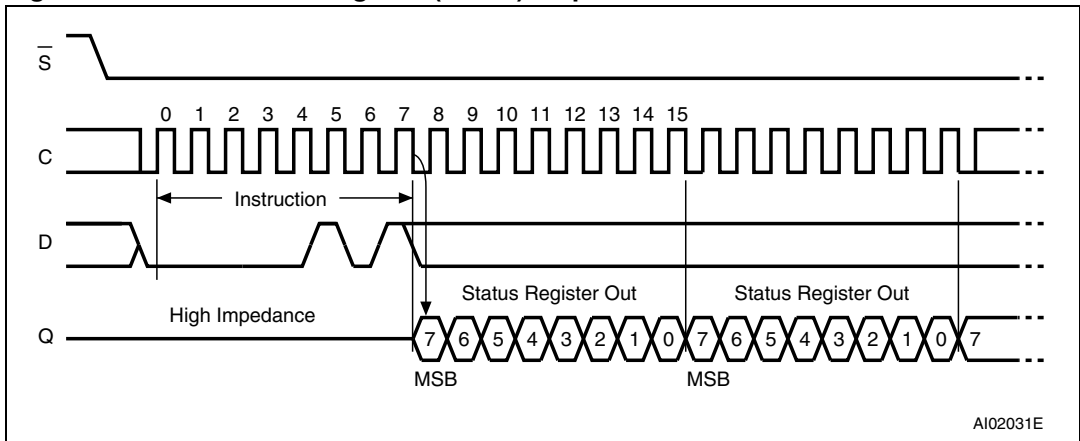 S
0 1 2 3 4 5 6 7 8 9 10 11 12 13 14 15
C
Instruction
D
Status Register Out Status Register Out
High Impedance
Q 7 6 5 4 3 2 1 0 7 6 5 4 3 2 1 0 7
MSB MSB
AI02031E